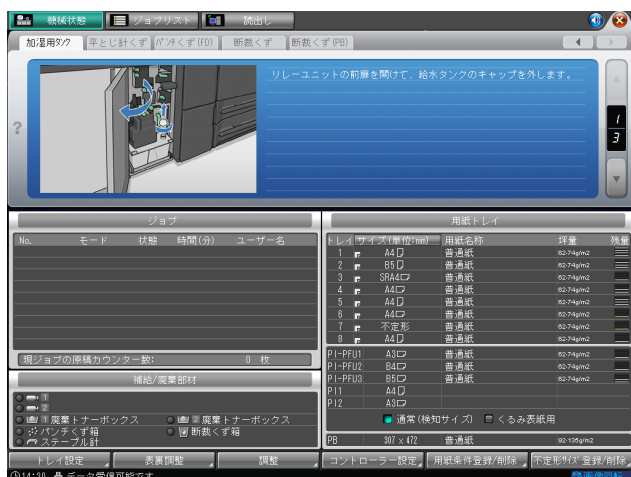 機械状態 ジョブリスト 読出し
加湿用タンク 平とじ針くず パンチくず(FD) 断裁くず 断裁くず(PB)
リレーユニットの前扉を開けて、給水タンクのキャップを外します。
?
1
3
ジョブ
No. モード 状態 時間(分) ユーザー名
現ジョブの原稿カウンター数: 0 枚
補給/廃棄部材
1
2
1 廃棄トナーボックス 2 廃棄トナーボックス
パンチくず箱 断裁くず箱
ステープル針
用紙トレイ
トレイ サイズ(単位:mm) 用紙名称 坪量 残量
1 A4 普通紙 62-74g/m2
2 B5 普通紙 62-74g/m2
3 SRA4 普通紙 62-74g/m2
4 A4 普通紙 62-74g/m2
5 A4 普通紙 62-74g/m2
6 A4 普通紙 62-74g/m2
7 不定形 普通紙 62-74g/m2
8 A4 普通紙 62-74g/m2
PI-PFU1 A3 普通紙 62-74g/m2
PI-PFU2 B4 普通紙 62-74g/m2
PI-PFU3 B5 普通紙 62-74g/m2
PI1 A4
PI2 A3
通常(検知サイズ) くるみ表紙用
PB 307 x 472 普通紙 92-135g/m2
トレイ設定 表裏調整 調整 コントローラー設定 用紙条件登録/削除 不定形サイズ登録/削除
14:30 データ受信可能です 画像回転